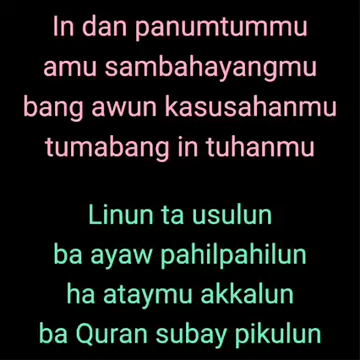 In dan panumtummu
amu sambahayangmu
bang awun kasusahanmu
tumabang in tuhanmu
Linun ta usulun
ba ayaw pahilpahilun
ha ataymu akkalun
ba Quran subay pikulun